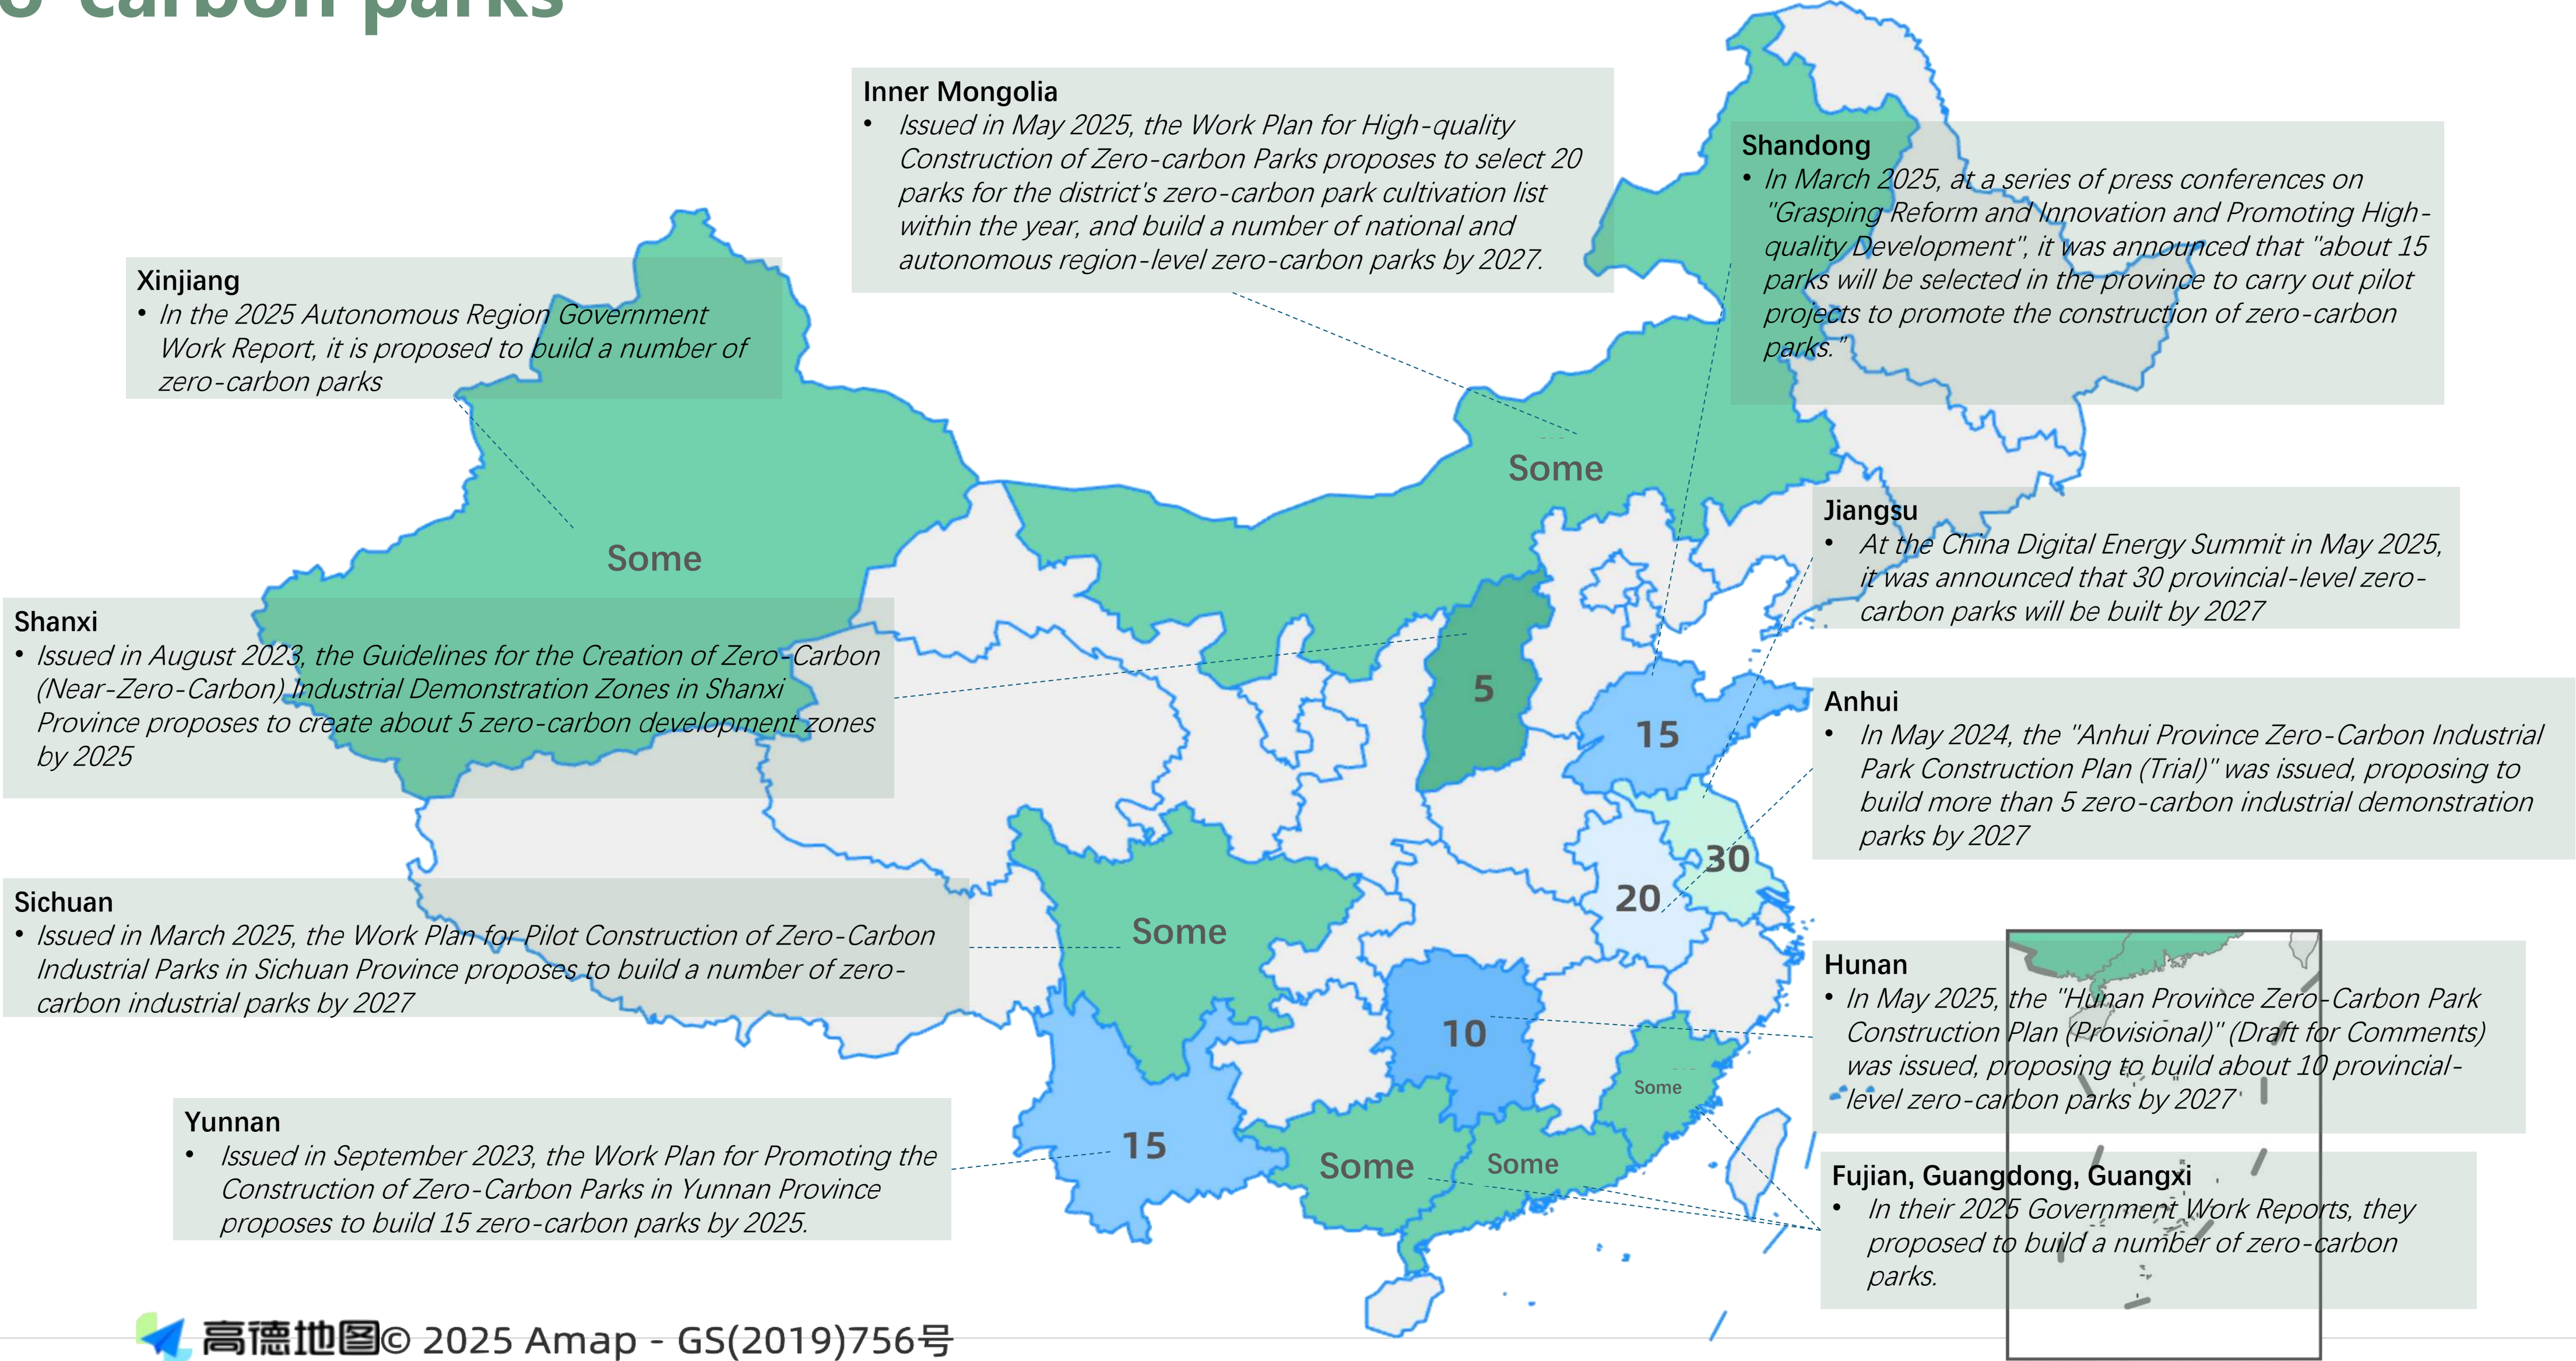 o-carbon parks
Inner Mongolia
• Issued in May 2025, the Work Plan for High-quality
Construction of Zero-carbon Parks proposes to select 20
parks for the district's zero-carbon park cultivation list
within the year, and build a number of national and
autonomous region-level zero-carbon parks by 2027.
Shandong
• In March 2025, at a series of press conferences on
"Grasping Reform and Innovation and Promoting High-
quality Development", it was announced that "about 15
parks will be selected in the province to carry out pilot
projects to promote the construction of zero-carbon
parks."
Xinjiang
• In the 2025 Autonomous Region Government
Work Report, it is proposed to build a number of
zero-carbon parks
Some
Some
Jiangsu
• At the China Digital Energy Summit in May 2025,
it was announced that 30 provincial-level zero-
carbon parks will be built by 2027
Shanxi
• Issued in August 2023, the Guidelines for the Creation of Zero-Carbon
(Near-Zero-Carbon) Industrial Demonstration Zones in Shanxi
Province proposes to create about 5 zero-carbon development zones
by 2025
5
15
Anhui
• In May 2024, the "Anhui Province Zero-Carbon Industrial
Park Construction Plan (Trial)" was issued, proposing to
build more than 5 zero-carbon industrial demonstration
parks by 2027
30
20
Sichuan
• Issued in March 2025, the Work Plan for Pilot Construction of Zero-Carbon
Industrial Parks in Sichuan Province proposes to build a number of zero-
carbon industrial parks by 2027
Some
Hunan
• In May 2025, the "Hunan Province Zero-Carbon Park
Construction Plan (Provisional)" (Draft for Comments)
was issued, proposing to build about 10 provincial-
level zero-carbon parks by 2027
10
Some
Yunnan
• Issued in September 2023, the Work Plan for Promoting the
Construction of Zero-Carbon Parks in Yunnan Province
proposes to build 15 zero-carbon parks by 2025.
15
Some
Some
Fujian, Guangdong, Guangxi
• In their 2025 Government Work Reports, they
proposed to build a number of zero-carbon
parks.
高德地图© 2025 Amap - GS(2019)756号